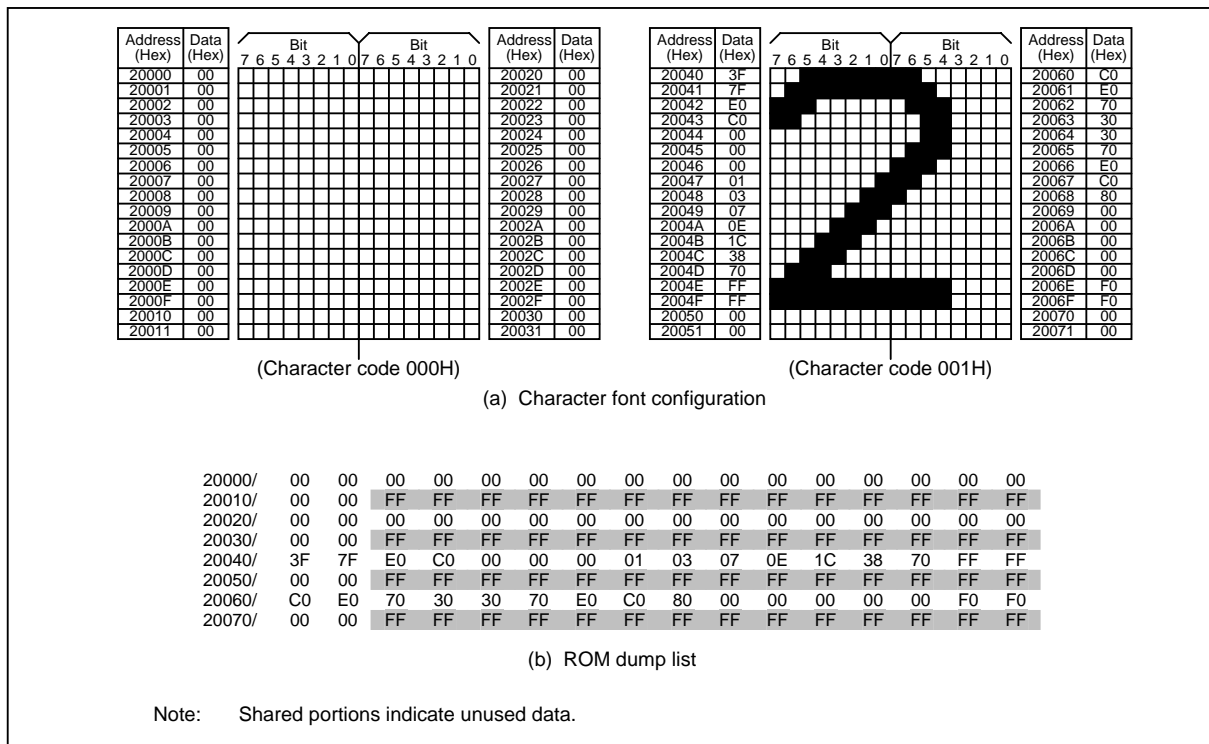 Address Data Bit Bit Address Data Address Data Bit Bit Address Data
(Hex) (Hex) 7 6 5 4 3 2 1 0 7 6 5 4 3 2 1 0 (Hex) (Hex) (Hex) (Hex) 7 6 5 4 3 2 1 0 7 6 5 4 3 2 1 0 (Hex) (Hex)
20000 00 20020 00 20040 3F 20060 C0
20001 00 20021 00 20041 7F 20061 E0
20002 00 20022 00 20042 E0 20062 70
20003 00 20023 00 20043 C0 20063 30
20004 00 20024 00 20044 00 20064 30
20005 00 20025 00 20045 00 20065 70
20006 00 20026 00 20046 00 20066 E0
20007 00 20027 00 20047 01 20067 C0
20008 00 20028 00 20048 03 20068 80
20009 00 20029 00 20049 07 20069 00
2000A 00 2002A 00 2004A 0E 2006A 00
2000B 00 2002B 00 2004B 1C 2006B 00
2000C 00 2002C 00 2004C 38 2006C 00
2000D 00 2002D 00 2004D 70 2006D 00
2000E 00 2002E 00 2004E FF 2006E F0
2000F 00 2002F 00 2004F FF 2006F F0
20010 00 20030 00 20050 00 20070 00
20011 00 20031 00 20051 00 20071 00
(Character code 000H) (Character code 001H)
(a) Character font configuration
20000/ 00 00 00 00 00 00 00 00 00 00 00 00 00 00 00 00
20010/ 00 00 FF FF FF FF FF FF FF FF FF FF FF FF FF FF
20020/ 00 00 00 00 00 00 00 00 00 00 00 00 00 00 00 00
20030/ 00 00 FF FF FF FF FF FF FF FF FF FF FF FF FF FF
20040/ 3F 7F E0 C0 00 00 00 01 03 07 0E 1C 38 70 FF FF
20050/ 00 00 FF FF FF FF FF FF FF FF FF FF FF FF FF FF
20060/ C0 E0 70 30 30 70 E0 C0 80 00 00 00 00 00 F0 F0
20070/ 00 00 FF FF FF FF FF FF FF FF FF FF FF FF FF FF
(b) ROM dump list
Note: Shared portions indicate unused data.